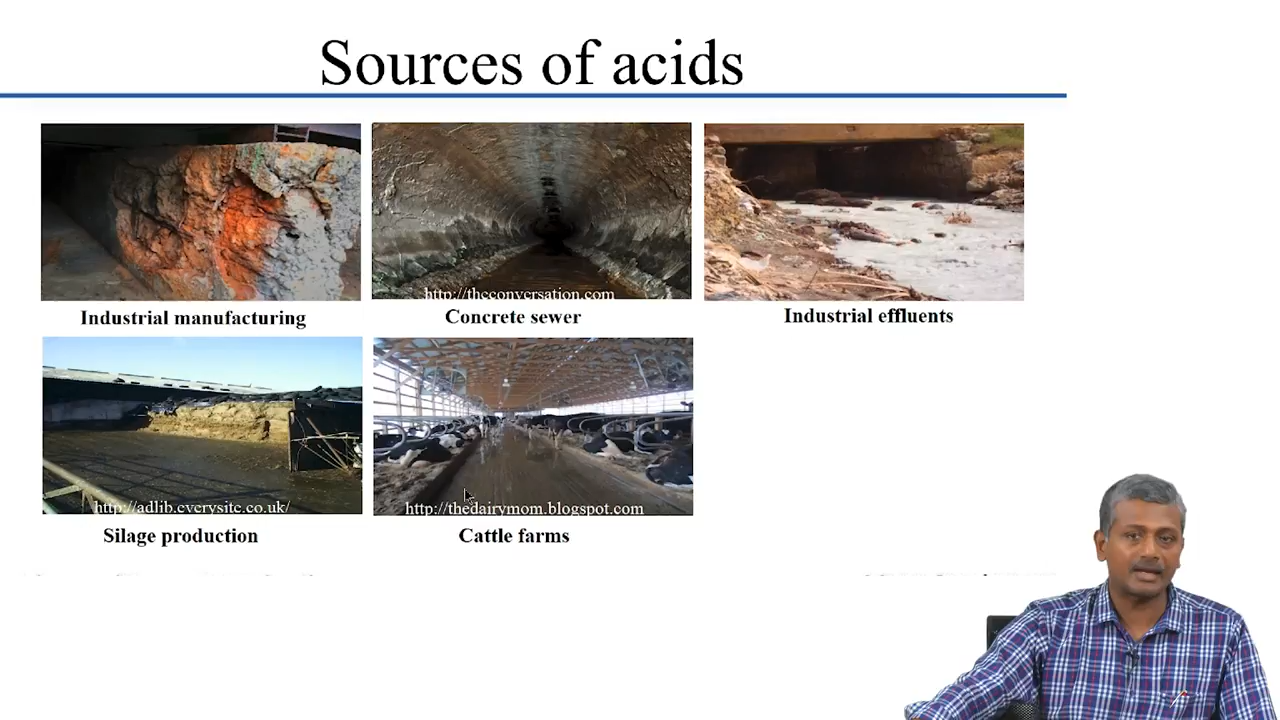 Sources of acids
http://theconversation.com
Industrial manufacturing
Concrete sewer
Industrial effluents
http://adlib.everysite.co.uk/
http://thedairymom.blogspot.com
Silage production
Cattle farms